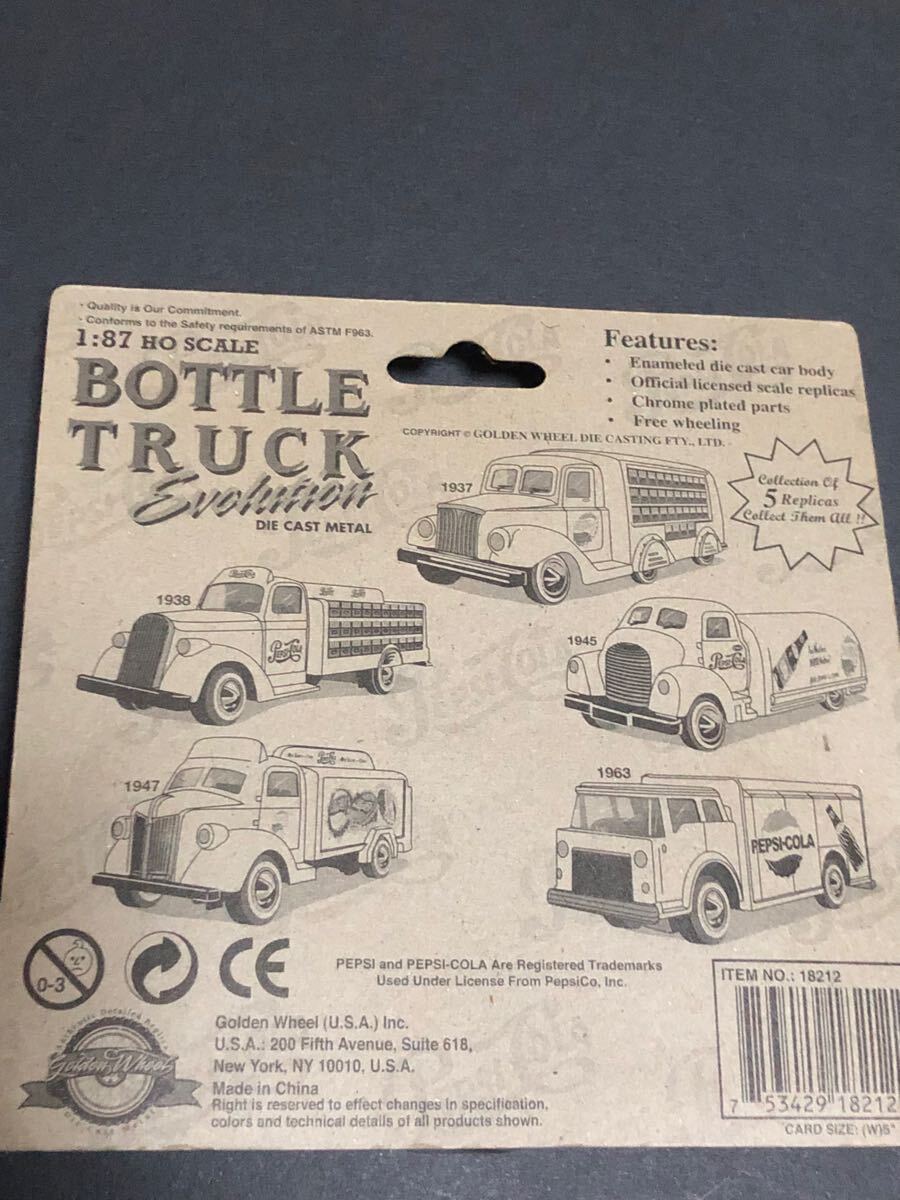 • Quality is Our Commitment.
• Conforms to the Safety requirements of ASTM F963.
1:87 HO SCALE
BOTTLE
TRUCK
Evolution
DIE CAST METAL
Features:
• Enameled die cast car body
• Official licensed scale replicas
• Chrome plated parts
• Free wheeling
COPYRIGHT © GOLDEN WHEEL DIE CASTING FTY., LTD.
Collection Of
5 Replicas
Collect Them All !!
1937
1938
Pepsi-Cola
1945
Pepsi-Cola
1947
1963
PEPSI-COLA
0-3
CE
PEPSI and PEPSI-COLA Are Registered Trademarks
Used Under License From PepsiCo, Inc.
ITEM NO.: 18212
7 53429 18212
CARD SIZE: (W)5"
Golden Wheel
Golden Wheel (U.S.A.) Inc.
U.S.A.: 200 Fifth Avenue, Suite 618,
New York, NY 10010, U.S.A.
Made in China
Right is reserved to effect changes in specification,
colors and technical details of all products shown.